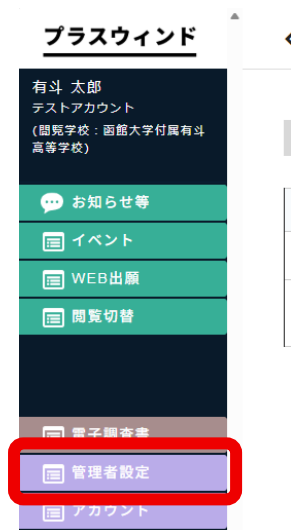 プラスウィンド
有斗 太郎
テストアカウント
(閲覧学校：函館大学付属有斗
高等学校)
お知らせ等
イベント
WEB出願
閲覧切替
電子調査書
管理者設定
アカウント